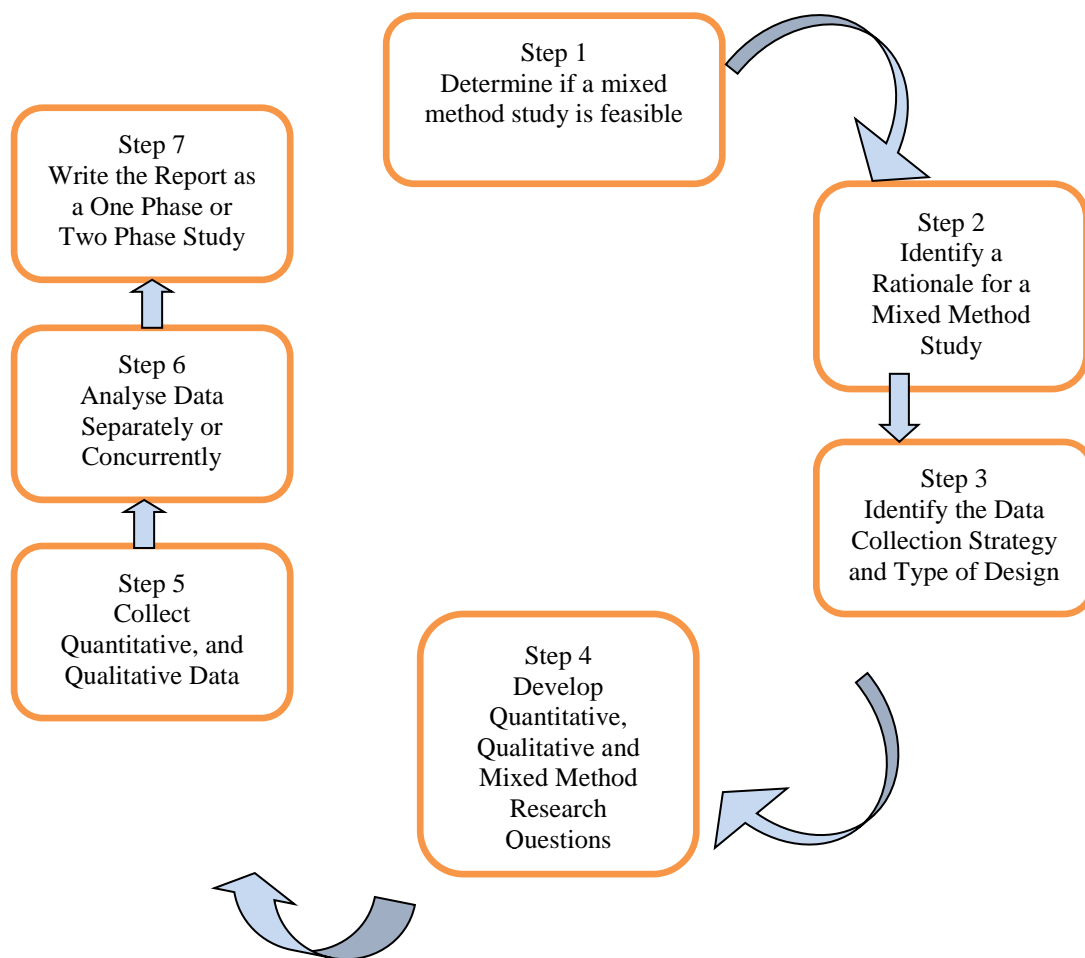 Step 1
Determine if a mixed
method study is feasible
Step 2
Identify a
Rationale for a
Mixed Method
Study
Step 3
Identify the Data
Collection Strategy
and Type of Design
Step 4
Develop
Quantitative,
Qualitative and
Mixed Method
Research
Questions
Step 5
Collect
Quantitative, and
Qualitative Data
Step 6
Analyse Data
Separately or
Concurrently
Step 7
Write the Report as
a One Phase or
Two Phase Study